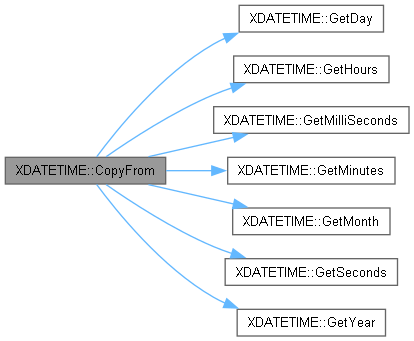 XDATETIME::GetDay
XDATETIME::GetHours
XDATETIME::GetMilliSeconds
XDATETIME::CopyFrom
XDATETIME::GetMinutes
XDATETIME::GetMonth
XDATETIME::GetSeconds
XDATETIME::GetYear